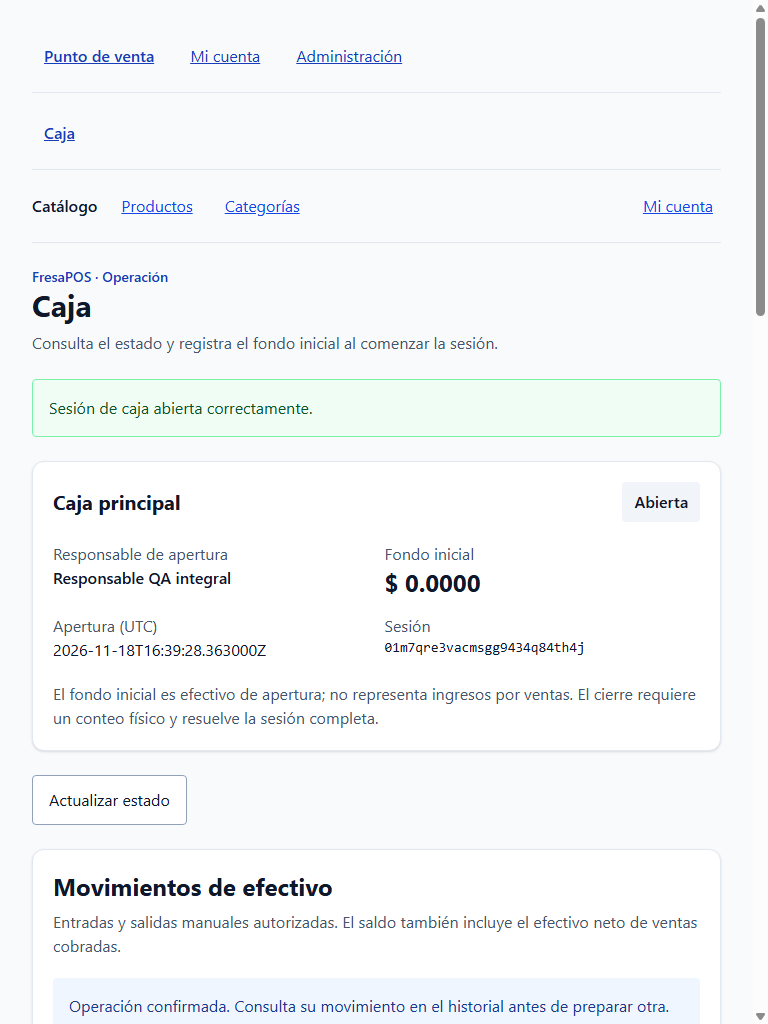 Punto de venta Mi cuenta Administración
Caja
Catálogo Productos Categorías Mi cuenta
FresaPOS · Operación
Caja
Consulta el estado y registra el fondo inicial al comenzar la sesión.
Sesión de caja abierta correctamente.
Caja principal Abierta
Responsable de apertura Fondo inicial
Responsable QA integral $ 0.0000
Apertura (UTC) Sesión
2026-11-18T16:39:28.363000Z 01m7qre3vacmsgg9434q84th4j
El fondo inicial es efectivo de apertura; no representa ingresos por ventas. El cierre requiere
un conteo físico y resuelve la sesión completa.
Actualizar estado
Movimientos de efectivo
Entradas y salidas manuales autorizadas. El saldo también incluye el efectivo neto de ventas
cobradas.
Operación confirmada. Consulta su movimiento en el historial antes de preparar otra.